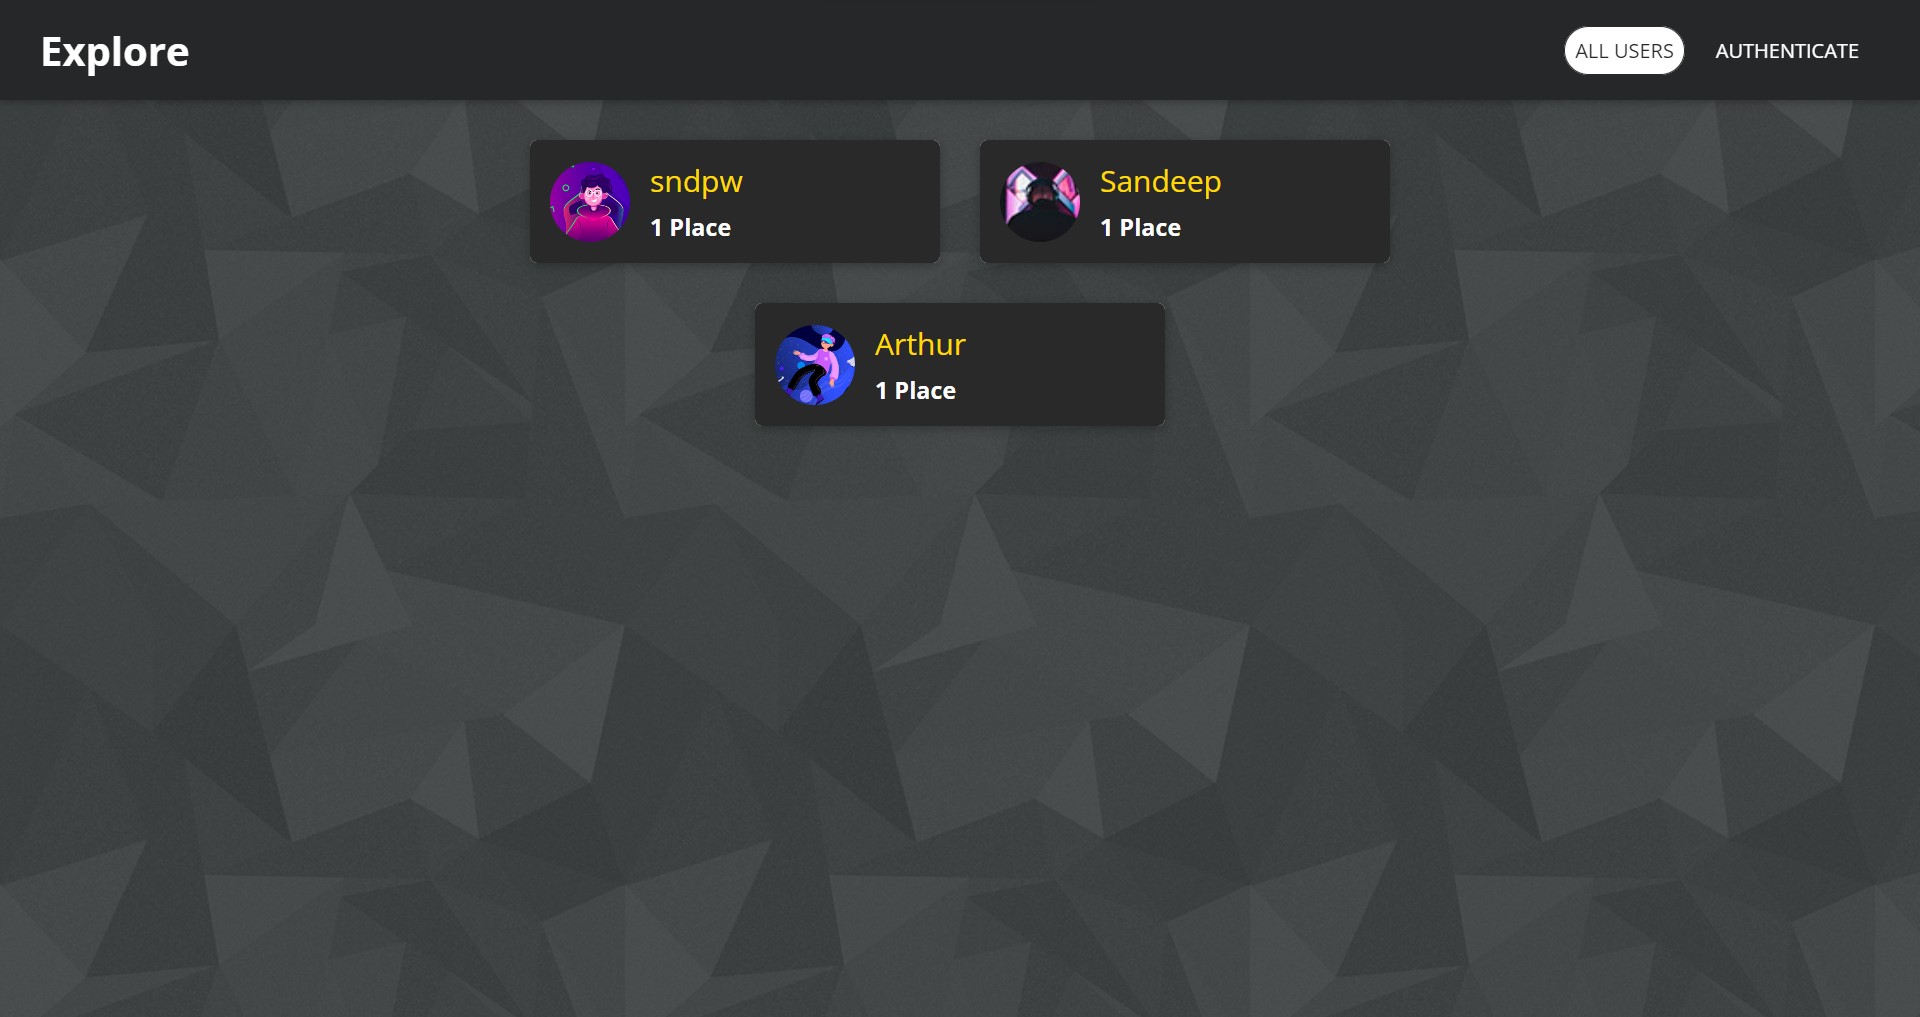 Explore
ALL USERS
AUTHENTICATE
sndpw
1 Place
Sandeep
1 Place
Arthur
1 Place